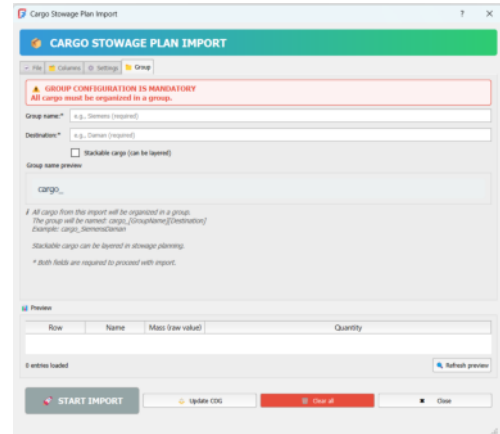 Cargo Stowage Plan Import
?
CARGO STOWAGE PLAN IMPORT
File
Columns
Settings
Group
GROUP CONFIGURATION IS MANDATORY
All cargo must be organized in a group.
Group name:*
e.g., Siemens (required)
Destination:*
e.g., Daman (required)
Stackable cargo (can be layered)
Group name preview
cargo_
All cargo from this import will be organized in a group.
The group will be named: cargo_[GroupName][Destination]
Example: cargo_SiemensDaman
Stackable cargo can be layered in stowage planning.
* Both fields are required to proceed with import.
Preview
Row Name Mass (raw value) Quantity
0 entries loaded
Refresh preview
START IMPORT
Update COG
Clear all
Close